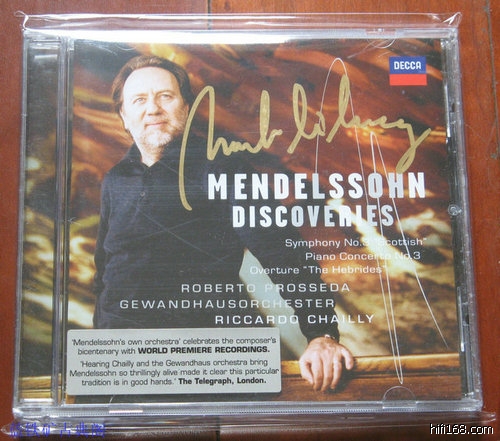 DECCA
MENDELSSOHN
DISCOVERIES
Symphony No.3 "Scottish"
Piano Concerto No.3
Overture "The Hebrides"
ROBERTO PROSSEDA
GEWANDHAUSORCHESTER
RICCARDO CHAILLY
'Mendelssohn's own orchestra' celebrates the composer's
bicentenary with WORLD PREMIERE RECORDINGS.
'Hearing Chailly and the Gewandhaus orchestra bring
Mendelssohn so thrillingly alive made it clear this particular
tradition is in good hands.' The Telegraph, London.
hifi168.com